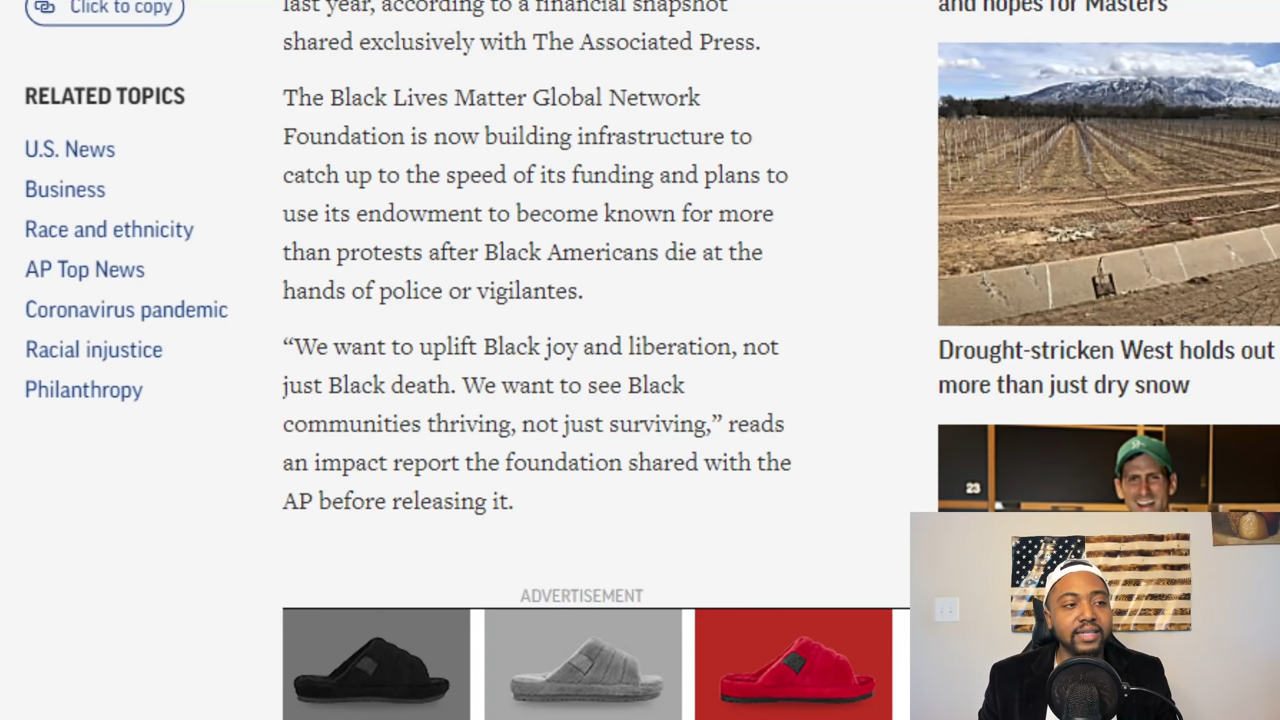 Click to copy
RELATED TOPICS
U.S. News
Business
Race and ethnicity
AP Top News
Coronavirus pandemic
Racial injustice
Philanthropy
last year, according to a financial snapshot
shared exclusively with The Associated Press.
The Black Lives Matter Global Network
Foundation is now building infrastructure to
catch up to the speed of its funding and plans to
use its endowment to become known for more
than protests after Black Americans die at the
hands of police or vigilantes.
“We want to uplift Black joy and liberation, not
just Black death. We want to see Black
communities thriving, not just surviving,” reads
an impact report the foundation shared with the
AP before releasing it.
ADVERTISEMENT
and hopes for Masters
Drought-stricken West holds out
more than just dry snow
23